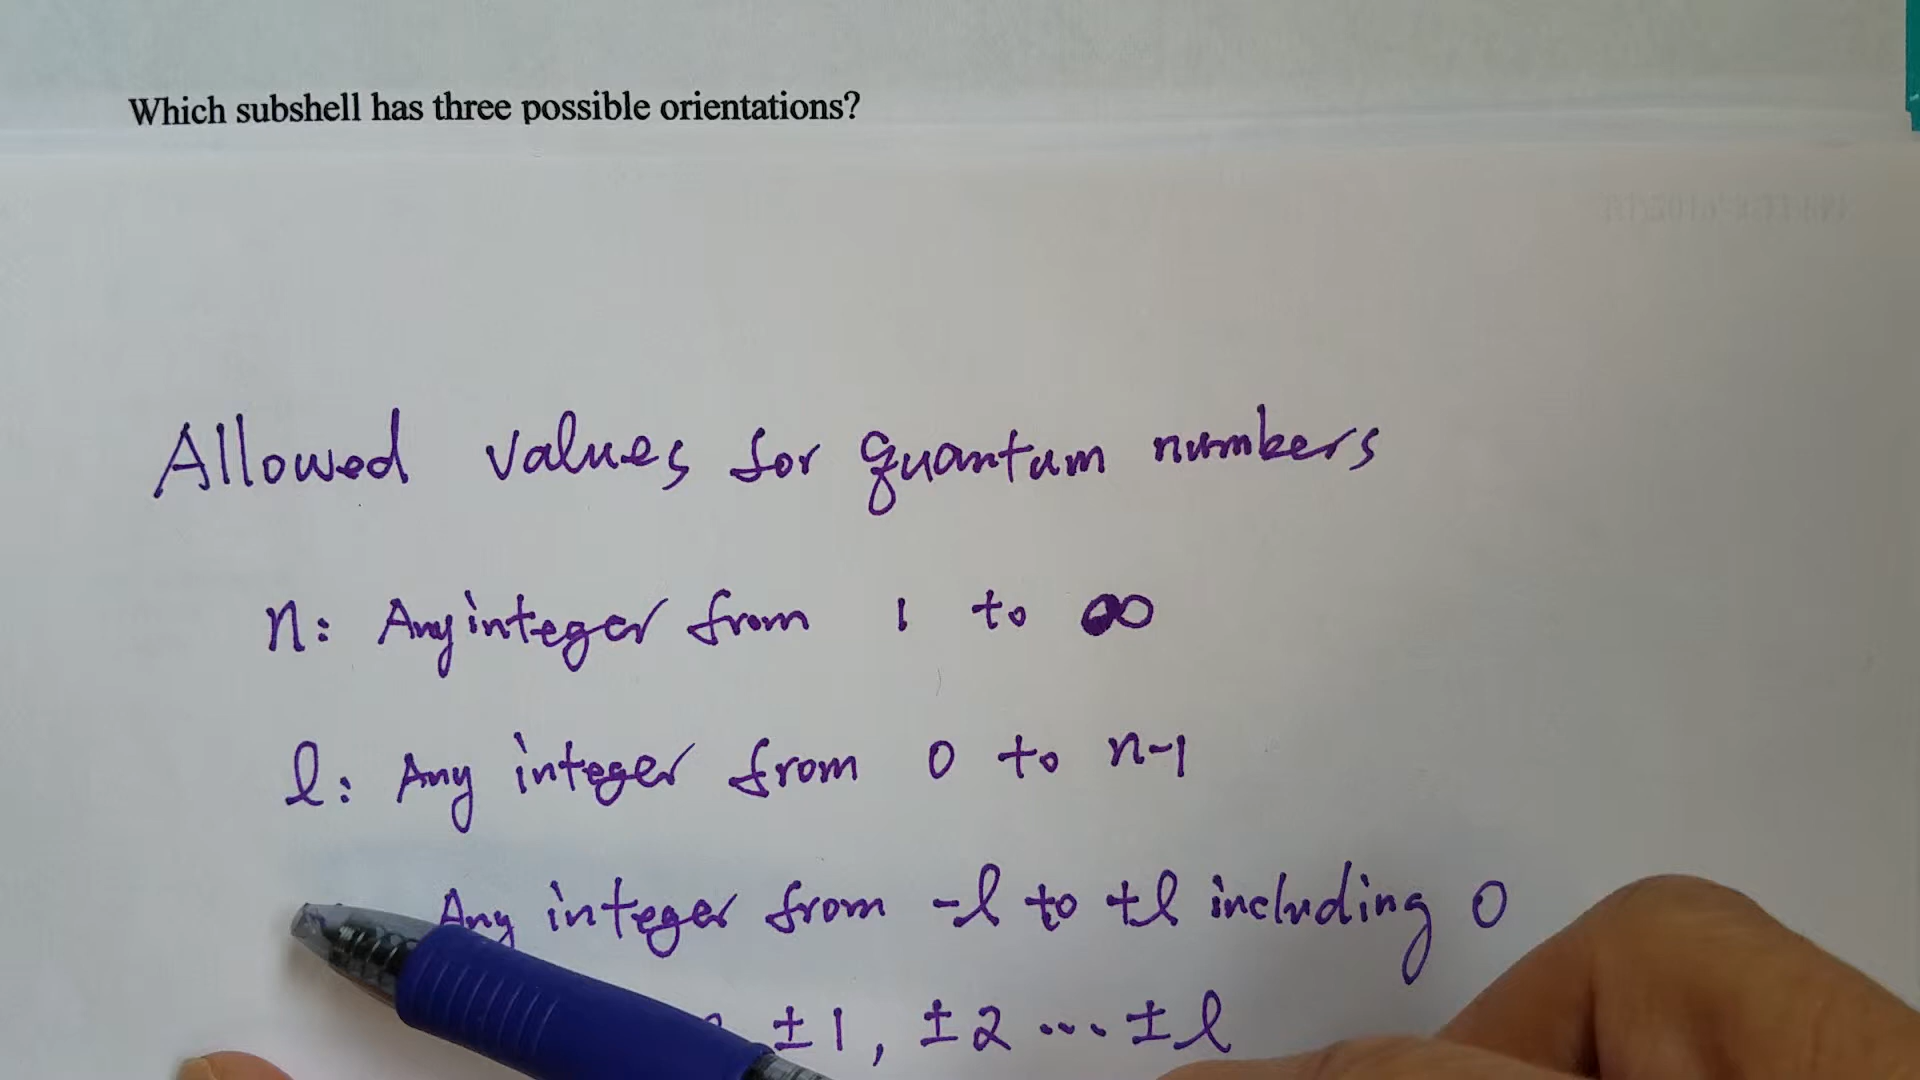 Which subshell has three possible orientations?
Allowed values for quantum numbers
n: Any integer from 1 to ∞
l: Any integer from 0 to n-1
Any integer from -l to +l including 0
±1, ±2 ... ±l